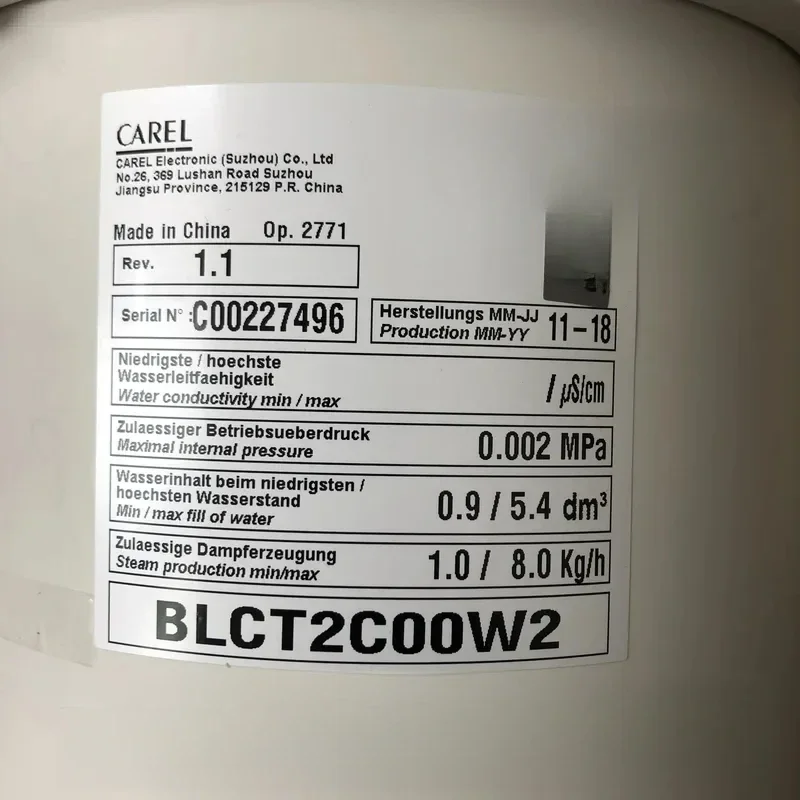 CAREL
CAREL Electronic (Suzhou) Co., Ltd
No.26, 369 Lushan Road Suzhou
Jiangsu Province, 215129 P.R. China
Made in China Op. 2771
Rev. 1.1
Serial N° :C00227496
Herstellungs MM-JJ
Production MM-YY 11-18
Niedrigste / hoechste
Wasserleitfaehigkeit
Water conductivity min / max
/ µS/cm
Zulaessiger Betriebsueberdruck
Maximal internal pressure
0.002 MPa
Wasserinhalt beim niedrigsten /
hoechsten Wasserstand
Min / max fill of water
0.9 / 5.4 dm³
Zulaessige Dampferzeugung
Steam production min/max
1.0 / 8.0 Kg/h
BLCT2C00W2